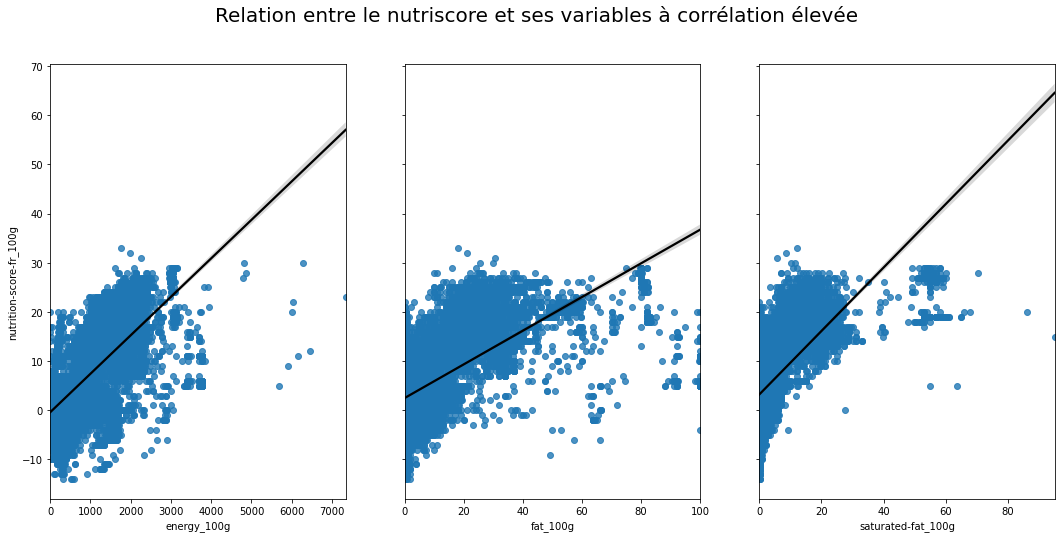 Relation entre le nutriscore et ses variables à corrélation élevée
nutrition-score-fr_100g
70
60
50
40
30
20
10
0
−10
0 1000 2000 3000 4000 5000 6000 7000
energy_100g
0 20 40 60 80 100
fat_100g
0 20 40 60 80
saturated-fat_100g